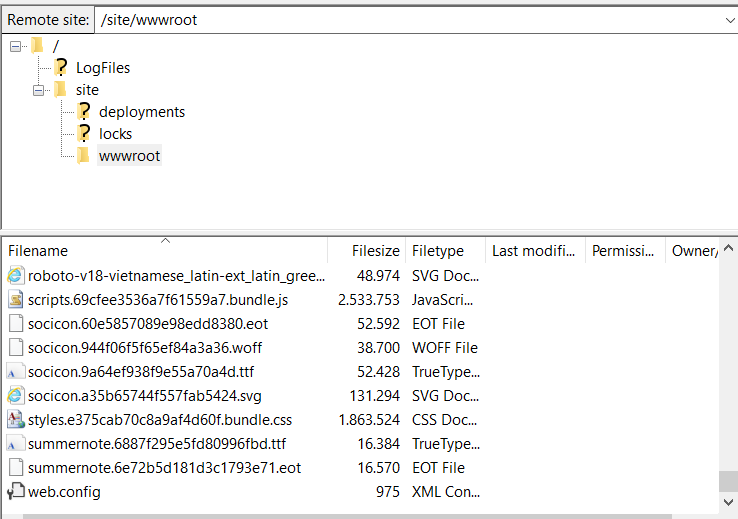 Remote site: /site/wwwroot
/
LogFiles
site
deployments
locks
wwwroot
Filename Filesize Filetype Last modifi... Permissi... Owner/
roboto-v18-vietnamese_latin-ext_latin_gree... 48.974 SVG Doc...
scripts.69cfee3536a7f61559a7.bundle.js 2.533.753 JavaScri...
socicon.60e5857089e98edd8380.eot 52.592 EOT File
socicon.944f06f5f65ef84a3a36.woff 38.700 WOFF File
socicon.9a64ef938f9e55a70a4d.ttf 52.428 TrueType...
socicon.a35b65744f557fab5424.svg 131.294 SVG Doc...
styles.e375cab70c8a9af4d60f.bundle.css 1.863.524 CSS Doc...
summernote.6887f295e5fd80996fbd.ttf 16.384 TrueType...
summernote.6e72b5d181d3c1793e71.eot 16.570 EOT File
web.config 975 XML Con...